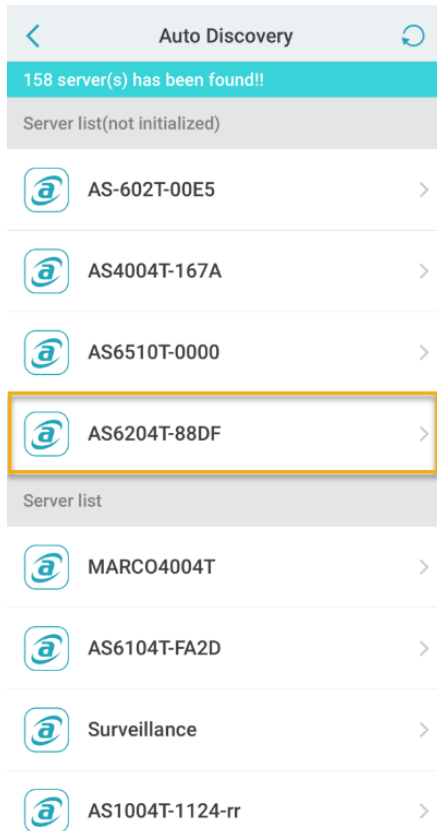 Auto Discovery
158 server(s) has been found!!
Server list(not initialized)
AS-602T-00E5
AS4004T-167A
AS6510T-0000
AS6204T-88DF
Server list
MARCO4004T
AS6104T-FA2D
Surveillance
AS1004T-1124-rr